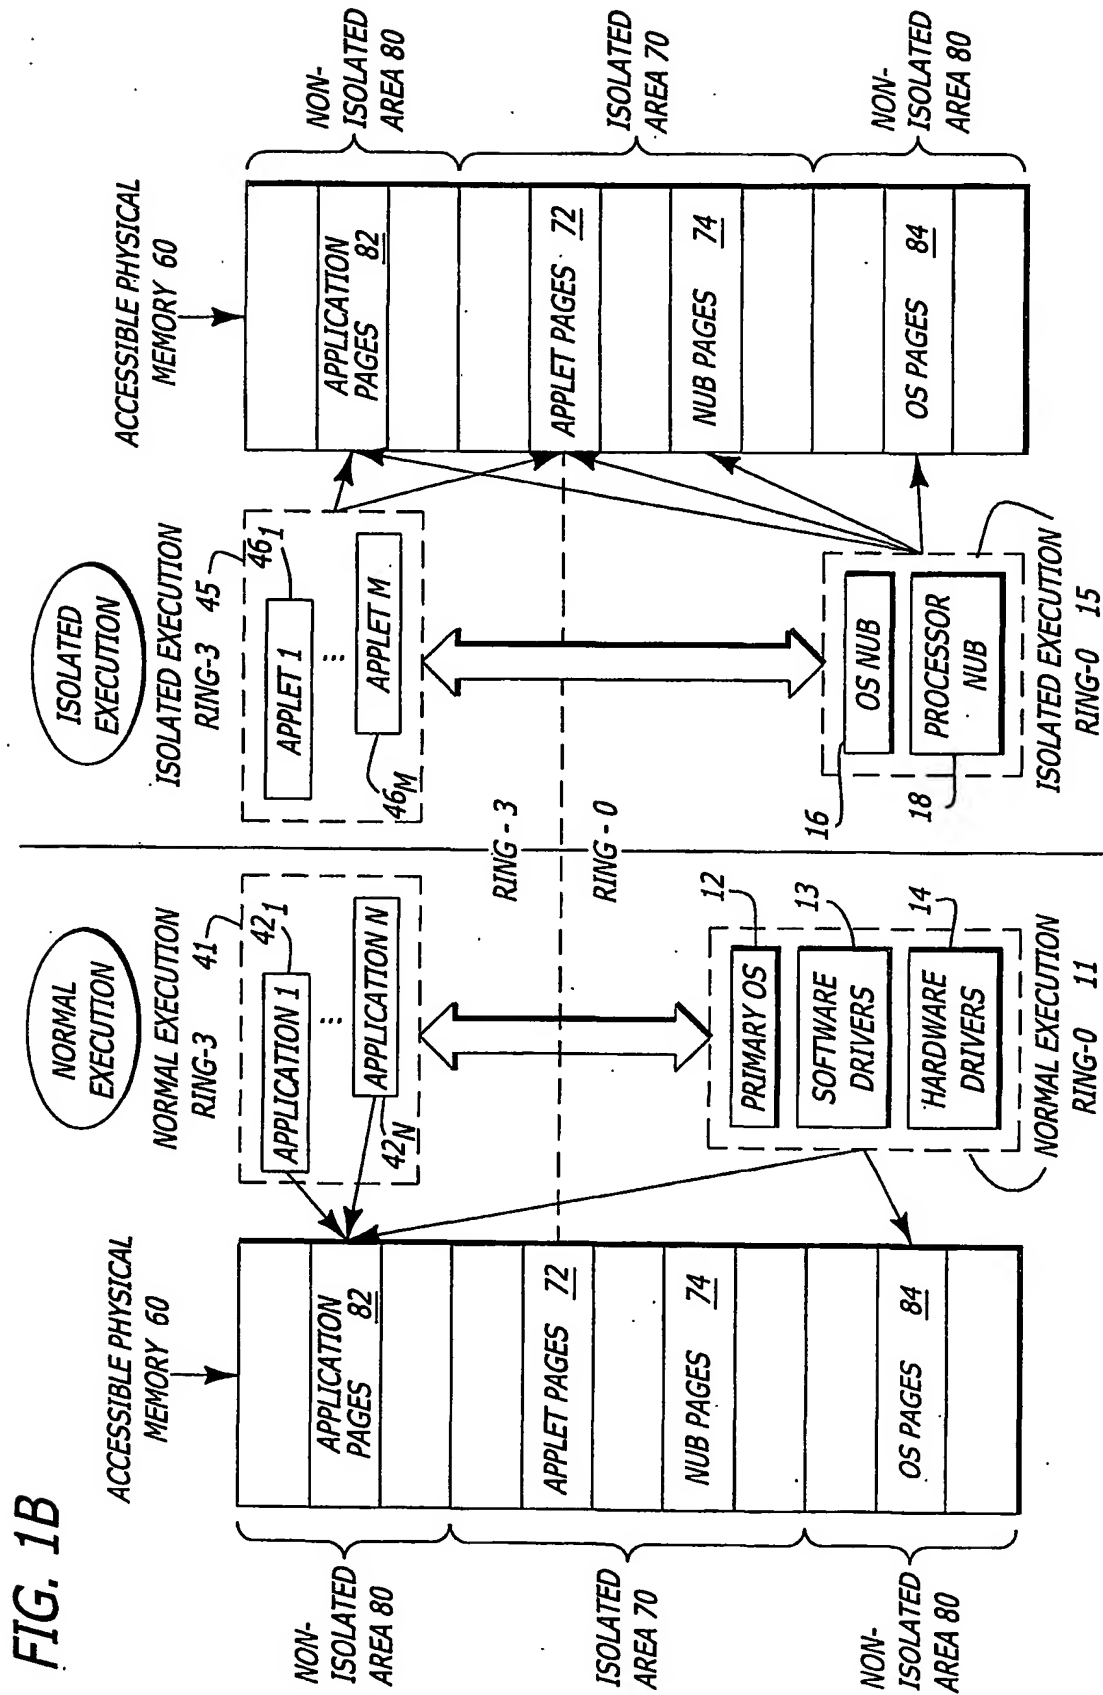 FIG. 1B
ACCESSIBLE PHYSICAL
MEMORY 60
NON-
ISOLATED
AREA 80
ISOLATED
AREA 70
NON-
ISOLATED
AREA 80
APPLICATION
PAGES 82
APPLET PAGES 72
NUB PAGES 74
OS PAGES 84
NORMAL
EXECUTION
NORMAL EXECUTION
RING-3 41
APPLICATION 1
421
...
APPLICATION N
42N
PRIMARY OS
12
SOFTWARE
DRIVERS
13
HARDWARE
DRIVERS
14
NORMAL EXECUTION
RING-0 11
RING - 3
RING - 0
ISOLATED
EXECUTION
ISOLATED EXECUTION
RING-3 45
APPLET 1
461
...
APPLET M
46M
OS NUB
16
PROCESSOR
NUB
18
ISOLATED EXECUTION
RING-0 15
ACCESSIBLE PHYSICAL
MEMORY 60
APPLICATION
PAGES 82
APPLET PAGES 72
NUB PAGES 74
OS PAGES 84
NON-
ISOLATED
AREA 80
ISOLATED
AREA 70
NON-
ISOLATED
AREA 80